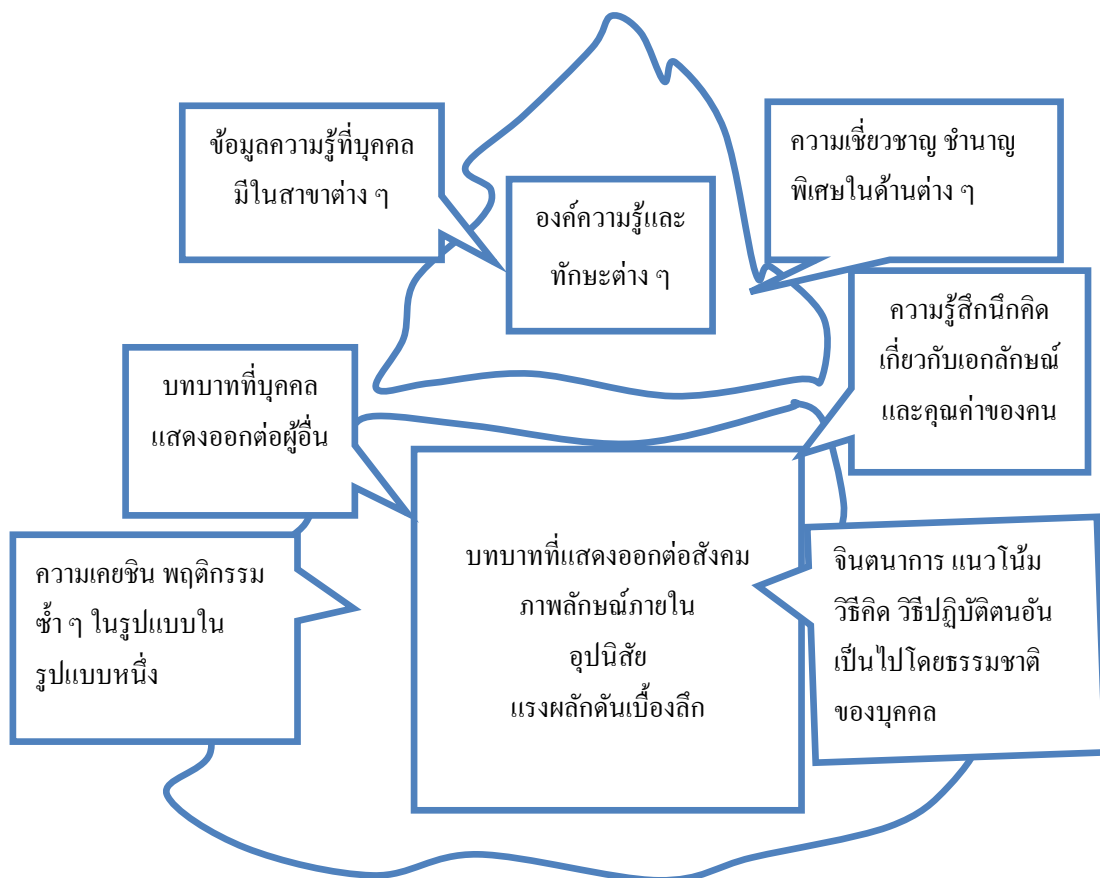 ข้อมูลความรู้ที่บุคคล
มีในสาขาต่าง ๆ
ความเชี่ยวชาญ ชำนาญ
พิเศษในด้านต่าง ๆ
องค์ความรู้และ
ทักษะต่าง ๆ
ความรู้สึกนึกคิด
เกี่ยวกับเอกลักษณ์
และคุณค่าของคน
บทบาทที่บุคคล
แสดงออกต่อผู้อื่น
บทบาทที่แสดงออกต่อสังคม
ภาพลักษณ์ภายใน
อุปนิสัย
แรงผลักดันเบื้องลึก
ความเคยชิน พฤติกรรม
ซ้ำ ๆ ในรูปแบบใน
รูปแบบหนึ่ง
จินตนาการ แนวโน้ม
วิธีคิด วิธีปฏิบัติตนอัน
เป็นไปโดยธรรมชาติ
ของบุคคล